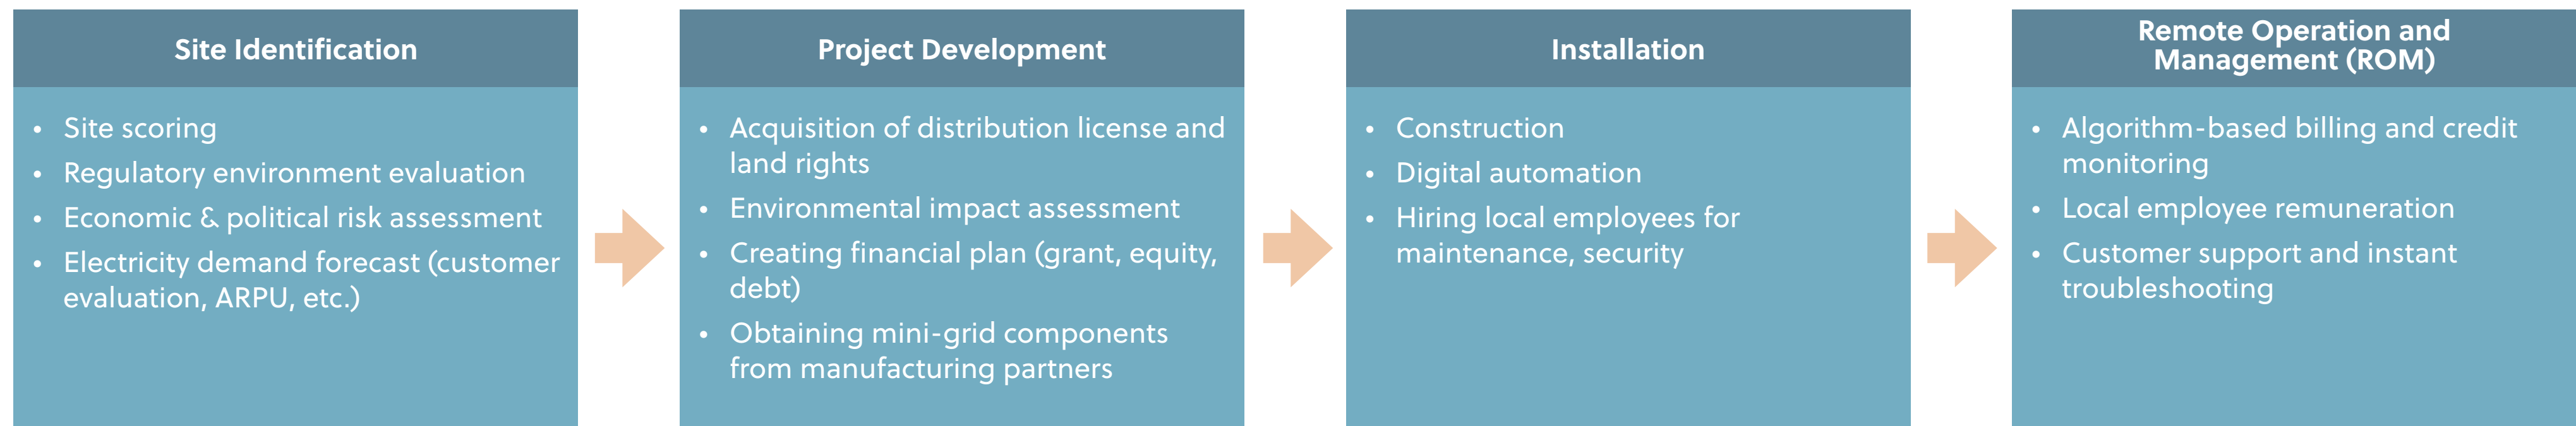 Site Identification
• Site scoring
• Regulatory environment evaluation
• Economic & political risk assessment
• Electricity demand forecast (customer
evaluation, ARPU, etc.)
Project Development
• Acquisition of distribution license and
land rights
• Environmental impact assessment
• Creating financial plan (grant, equity,
debt)
• Obtaining mini-grid components
from manufacturing partners
Installation
• Construction
• Digital automation
• Hiring local employees for
maintenance, security
Remote Operation and
Management (ROM)
• Algorithm-based billing and credit
monitoring
• Local employee remuneration
• Customer support and instant
troubleshooting